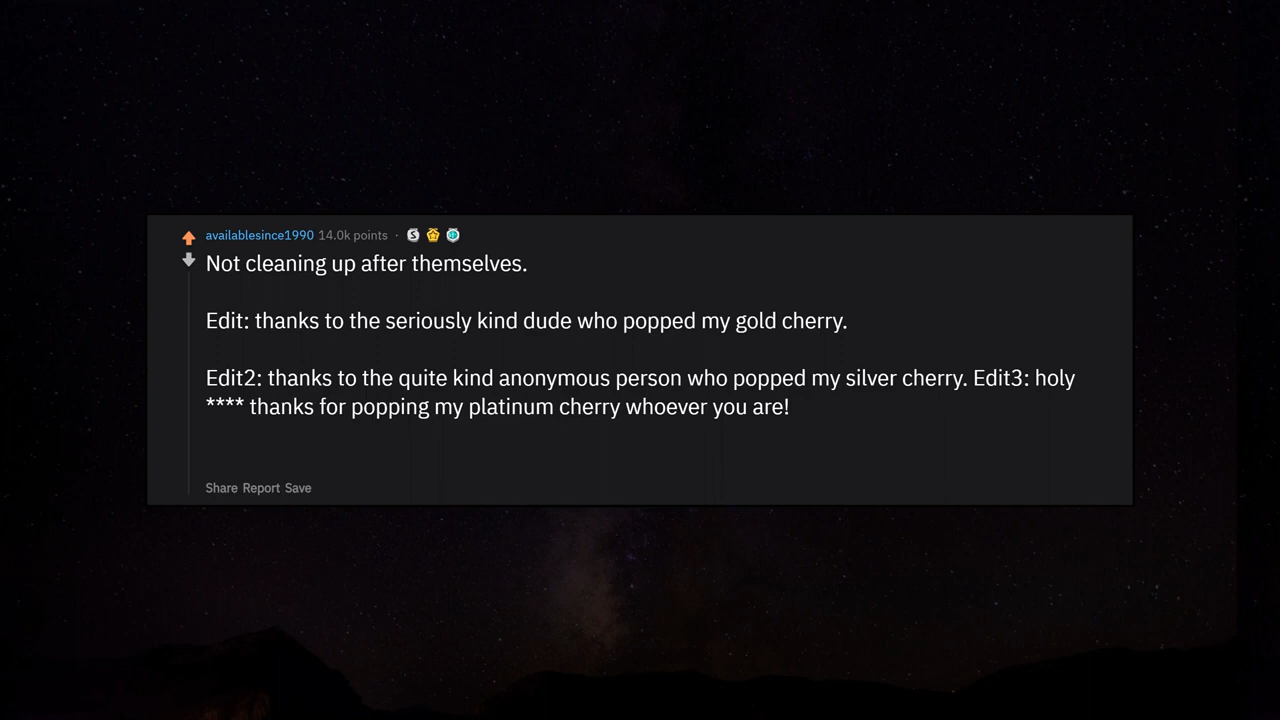 availablesince1990 14.0k points ·
Not cleaning up after themselves.
Edit: thanks to the seriously kind dude who popped my gold cherry.
Edit2: thanks to the quite kind anonymous person who popped my silver cherry. Edit3: holy
**** thanks for popping my platinum cherry whoever you are!
Share Report Save